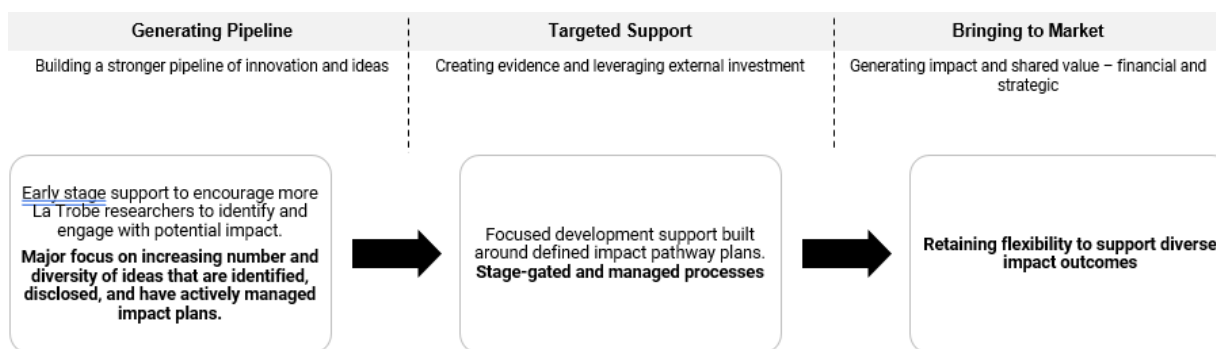 Generating Pipeline
Targeted Support
Bringing to Market
Building a stronger pipeline of innovation and ideas
Creating evidence and leveraging external investment
Generating impact and shared value – financial and
strategic
Early stage support to encourage more
La Trobe researchers to identify and
engage with potential impact.
Major focus on increasing number and
diversity of ideas that are identified,
disclosed, and have actively managed
impact plans.
Focused development support built
around defined impact pathway plans.
Stage-gated and managed processes
Retaining flexibility to support diverse
impact outcomes